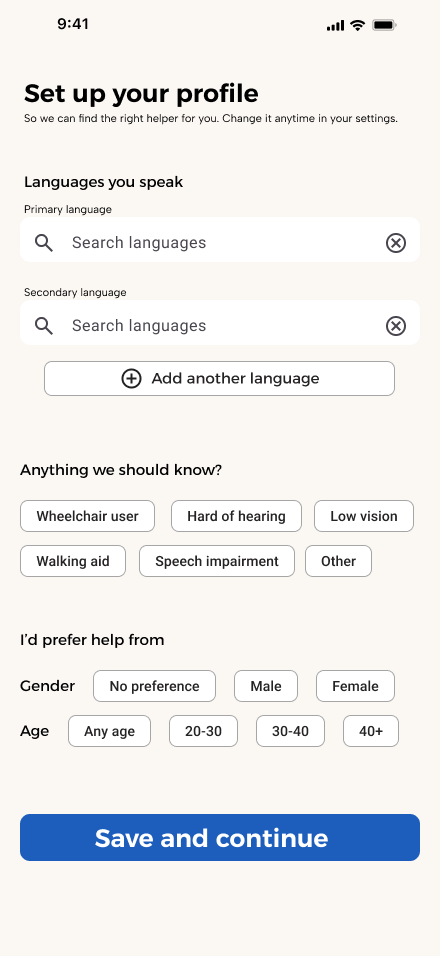 9:41
Set up your profile
So we can find the right helper for you. Change it anytime in your settings.
Languages you speak
Primary language
Search languages
Secondary language
Search languages
Add another language
Anything we should know?
Wheelchair user Hard of hearing Low vision
Walking aid Speech impairment Other
I'd prefer help from
Gender No preference Male Female
Age Any age 20-30 30-40 40+
Save and continue